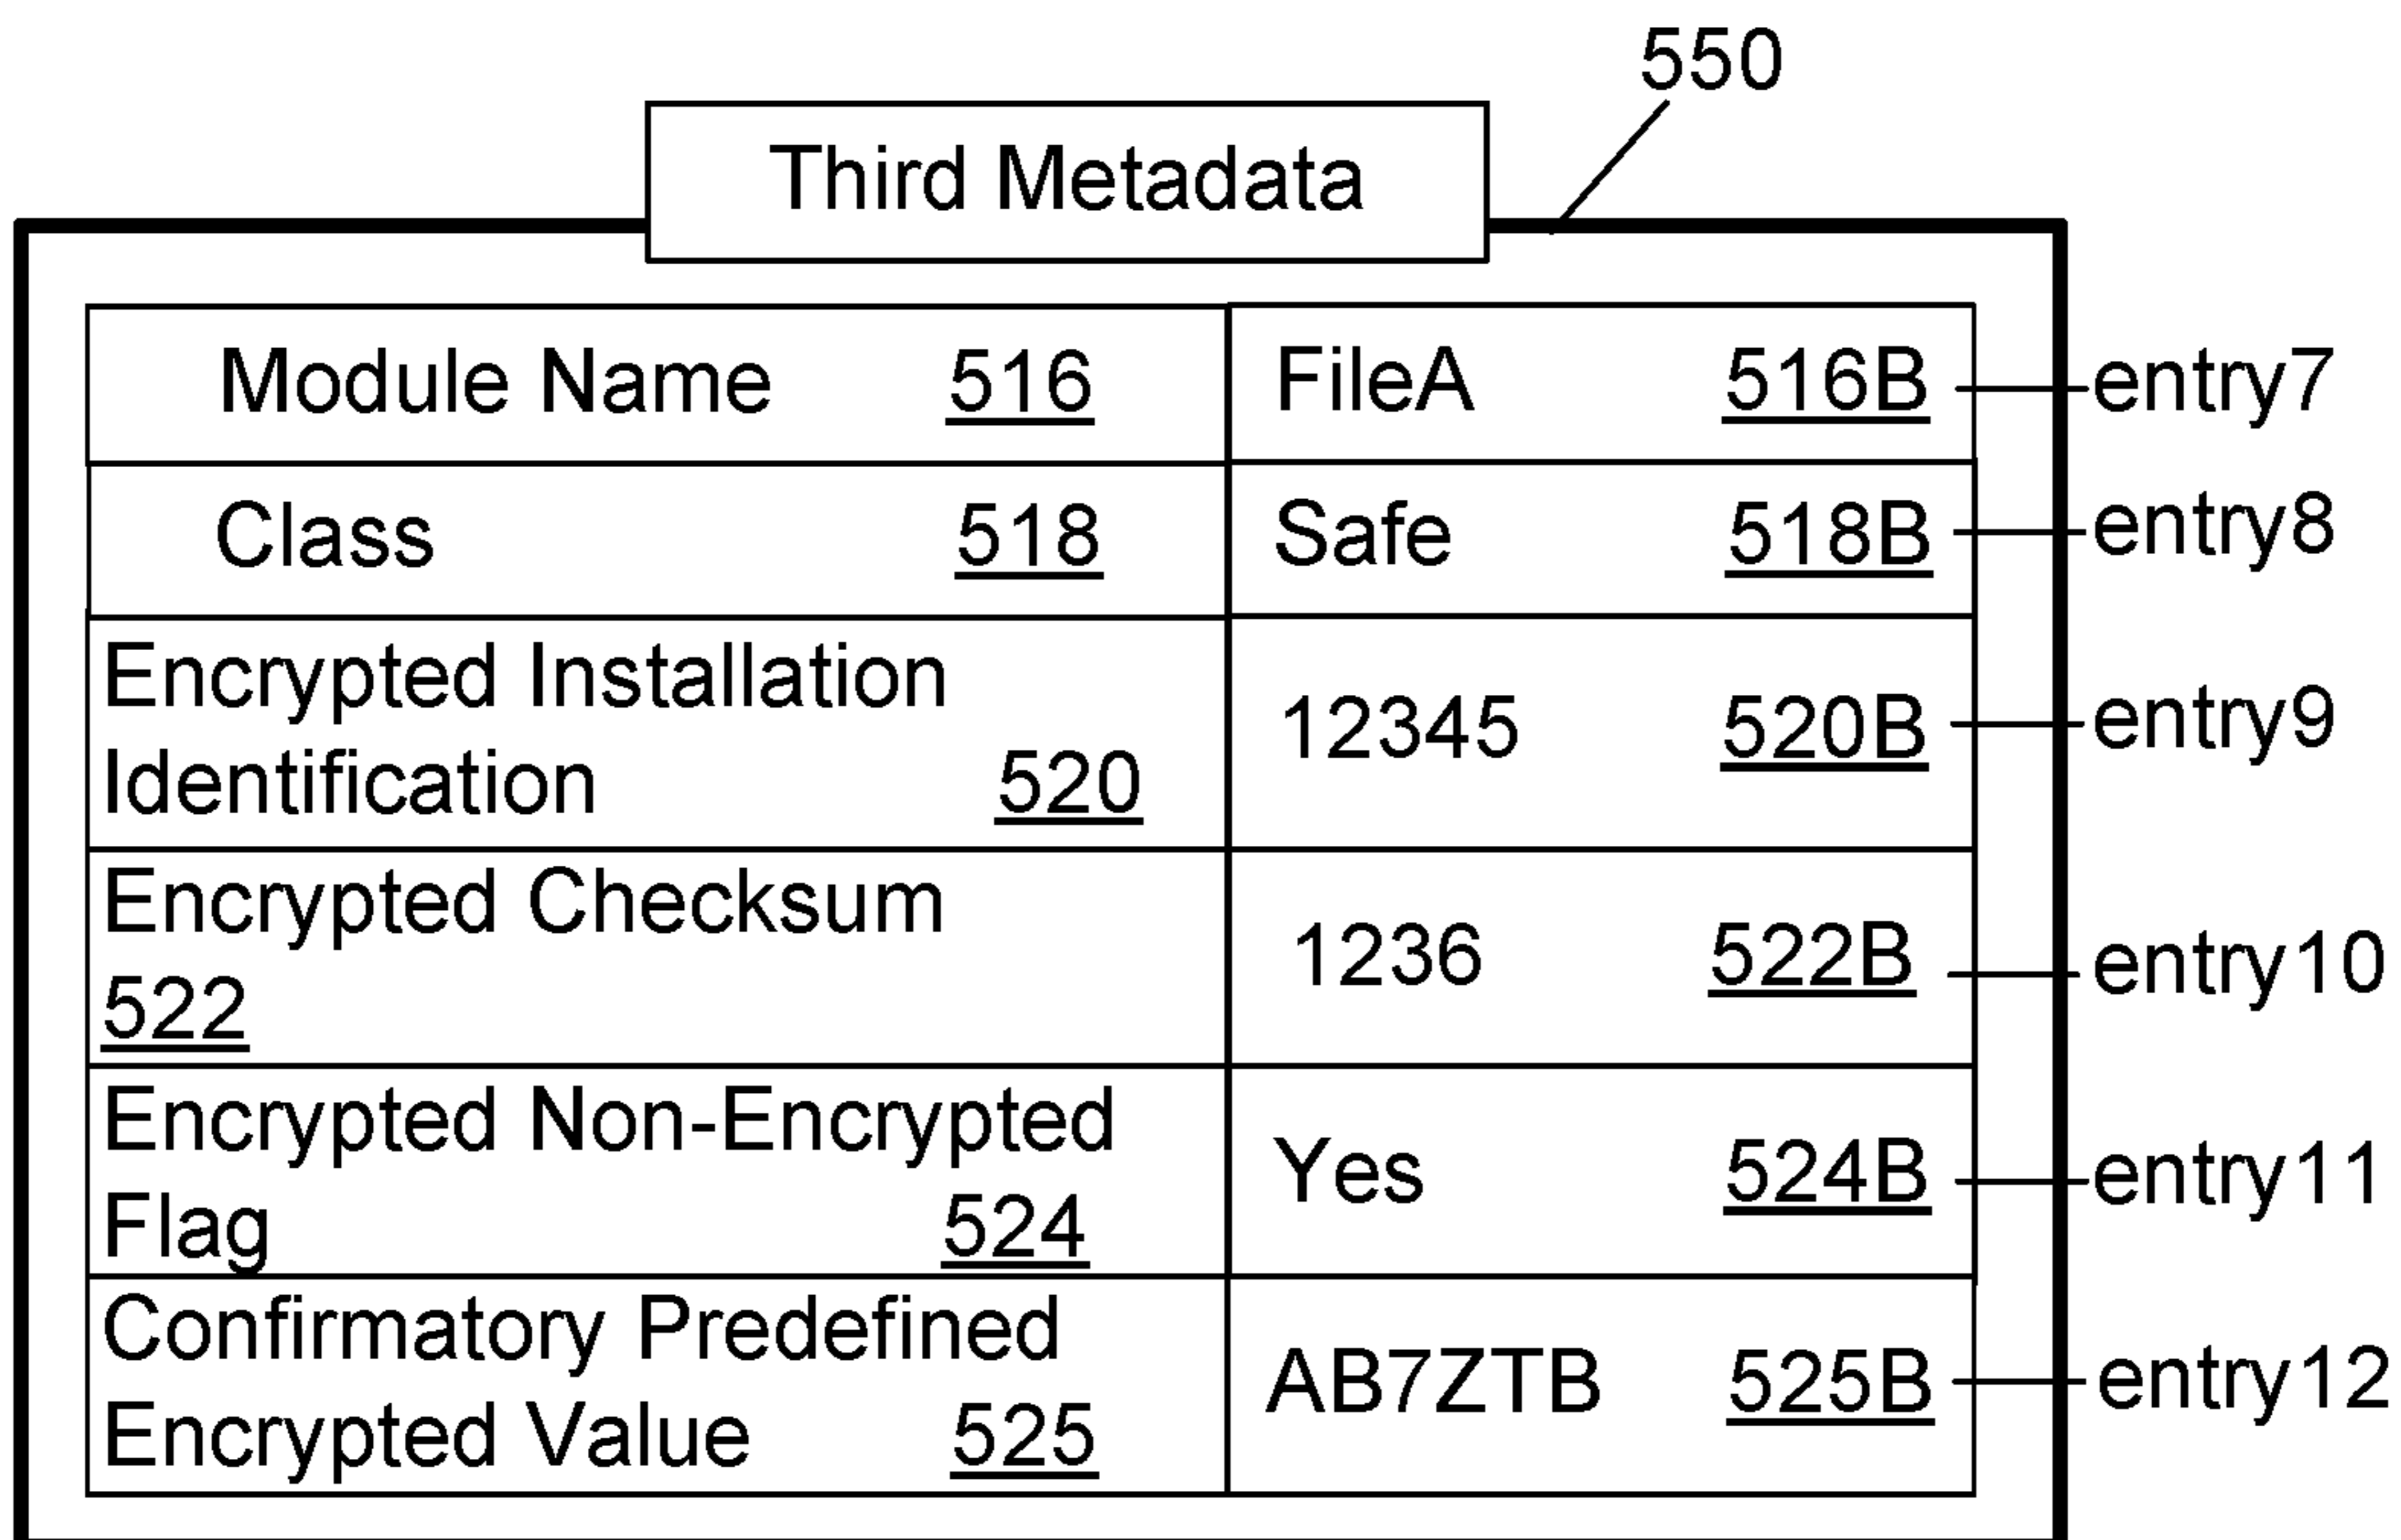 550
Third Metadata
Module Name 516 FileA 516B entry7
Class 518 Safe 518B entry8
Encrypted Installation
Identification 520 12345 520B entry9
Encrypted Checksum
522 1236 522B entry10
Encrypted Non-Encrypted
Flag 524 Yes 524B entry11
Confirmatory Predefined
Encrypted Value 525 AB7ZTB 525B entry12